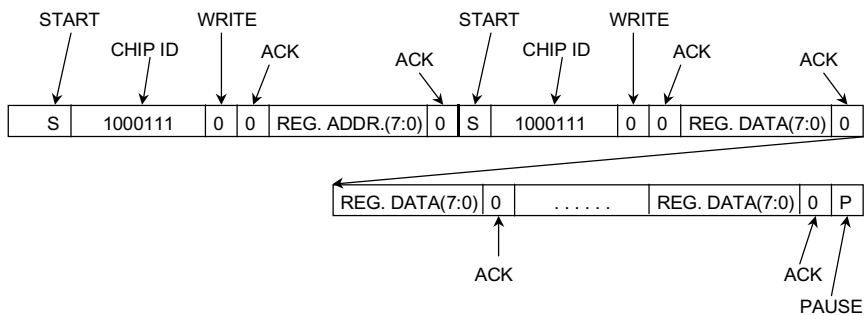 START WRITE START WRITE
CHIP ID ACK ACK CHIP ID ACK ACK
S 1000111 0 0 REG. ADDR.(7:0) 0 S 1000111 0 0 REG. DATA(7:0) 0
REG. DATA(7:0) 0 . . . . . . REG. DATA(7:0) 0 P
ACK ACK
PAUSE